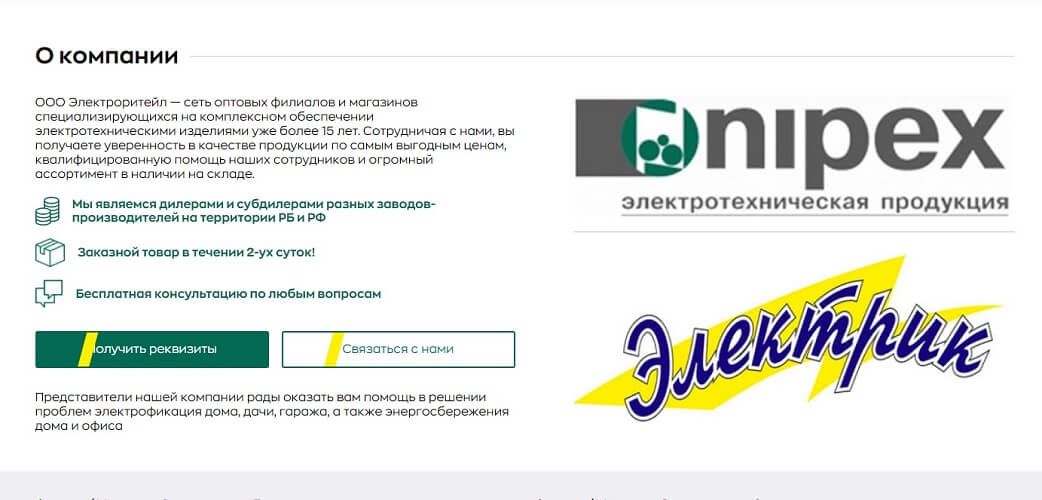 О компании
ООО Электроритейл — сеть оптовых филиалов и магазинов
специализирующихся на комплексном обеспечении
электротехническими изделиями уже более 15 лет. Сотрудничая с нами, вы
получаете уверенность в качестве продукции по самым выгодным ценам,
квалифицированную помощь наших сотрудников и огромный
ассортимент в наличии на складе.
Мы являемся дилерами и субдилерами разных заводов-
производителей на территории РБ и РФ
Заказной товар в течении 2-ух суток!
Бесплатная консультацию по любым вопросам
Получить реквизиты
Связаться с нами
Представители нашей компании рады оказать вам помощь в решении
проблем электрофикация дома, дачи, гаража, а также энергосбережения
дома и офиса
Onipex
электротехническая продукция
Электрик